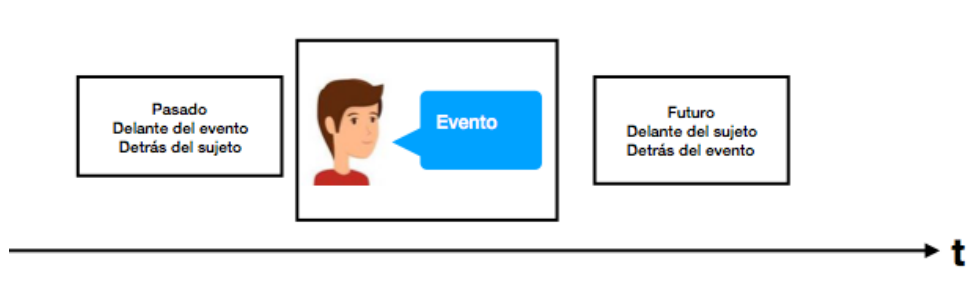 Pasado
Delante del evento
Detrás del sujeto
Evento
Futuro
Delante del sujeto
Detrás del evento
t